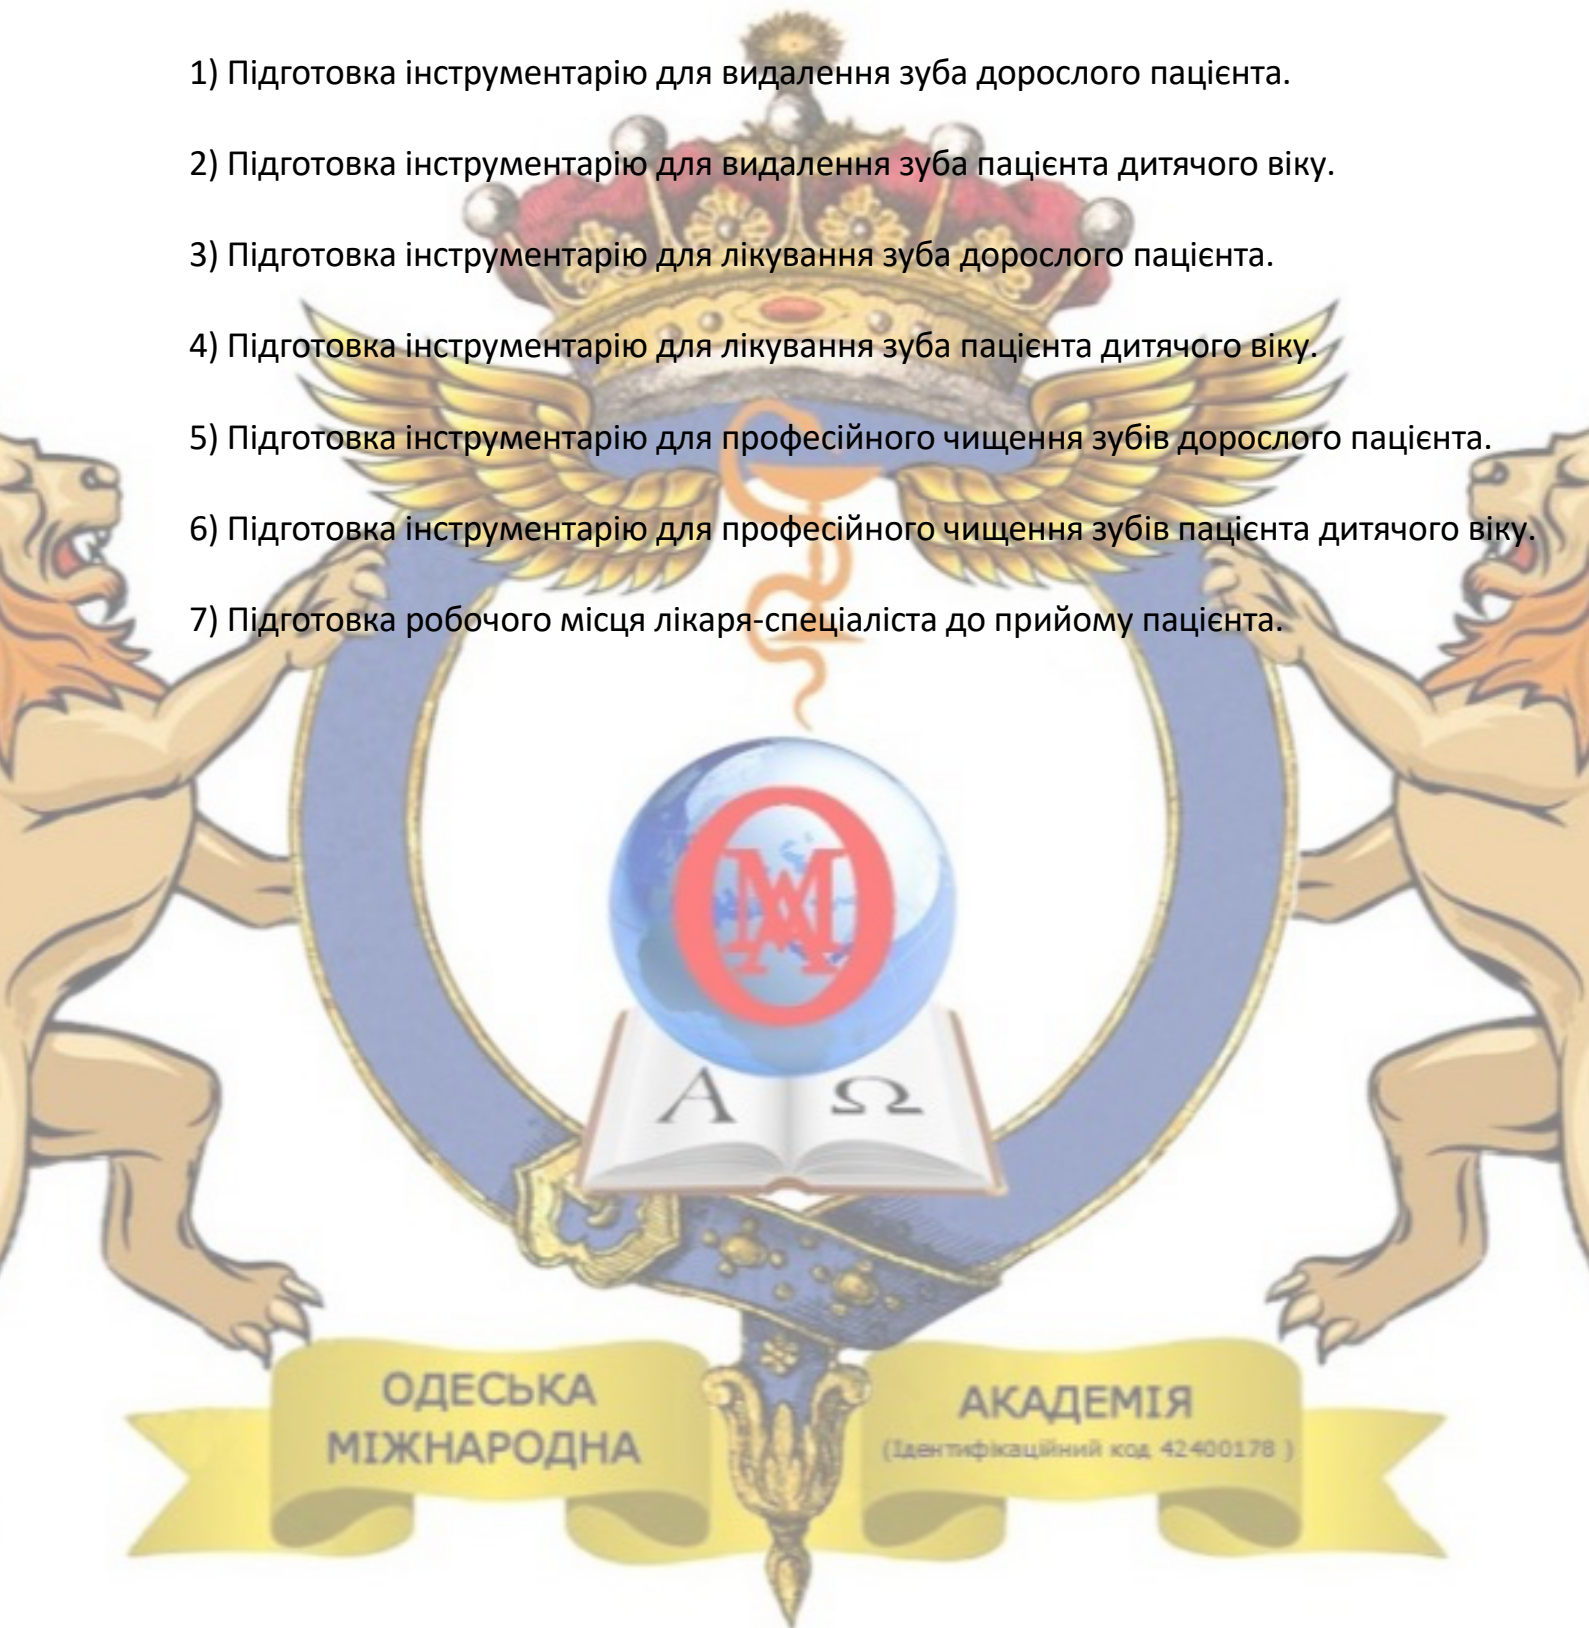 1) Підготовка інструментарію для видалення зуба дорослого пацієнта.
2) Підготовка інструментарію для видалення зуба пацієнта дитячого віку.
3) Підготовка інструментарію для лікування зуба дорослого пацієнта.
4) Підготовка інструментарію для лікування зуба пацієнта дитячого віку.
5) Підготовка інструментарію для професійного чищення зубів дорослого пацієнта.
6) Підготовка інструментарію для професійного чищення зубів пацієнта дитячого віку.
7) Підготовка робочого місця лікаря-спеціаліста до прийому пацієнта.
ОМА
Α Ω
ОДЕСЬКА
МІЖНАРОДНА
АКАДЕМІЯ
(Ідентифікаційний код 42400178 )